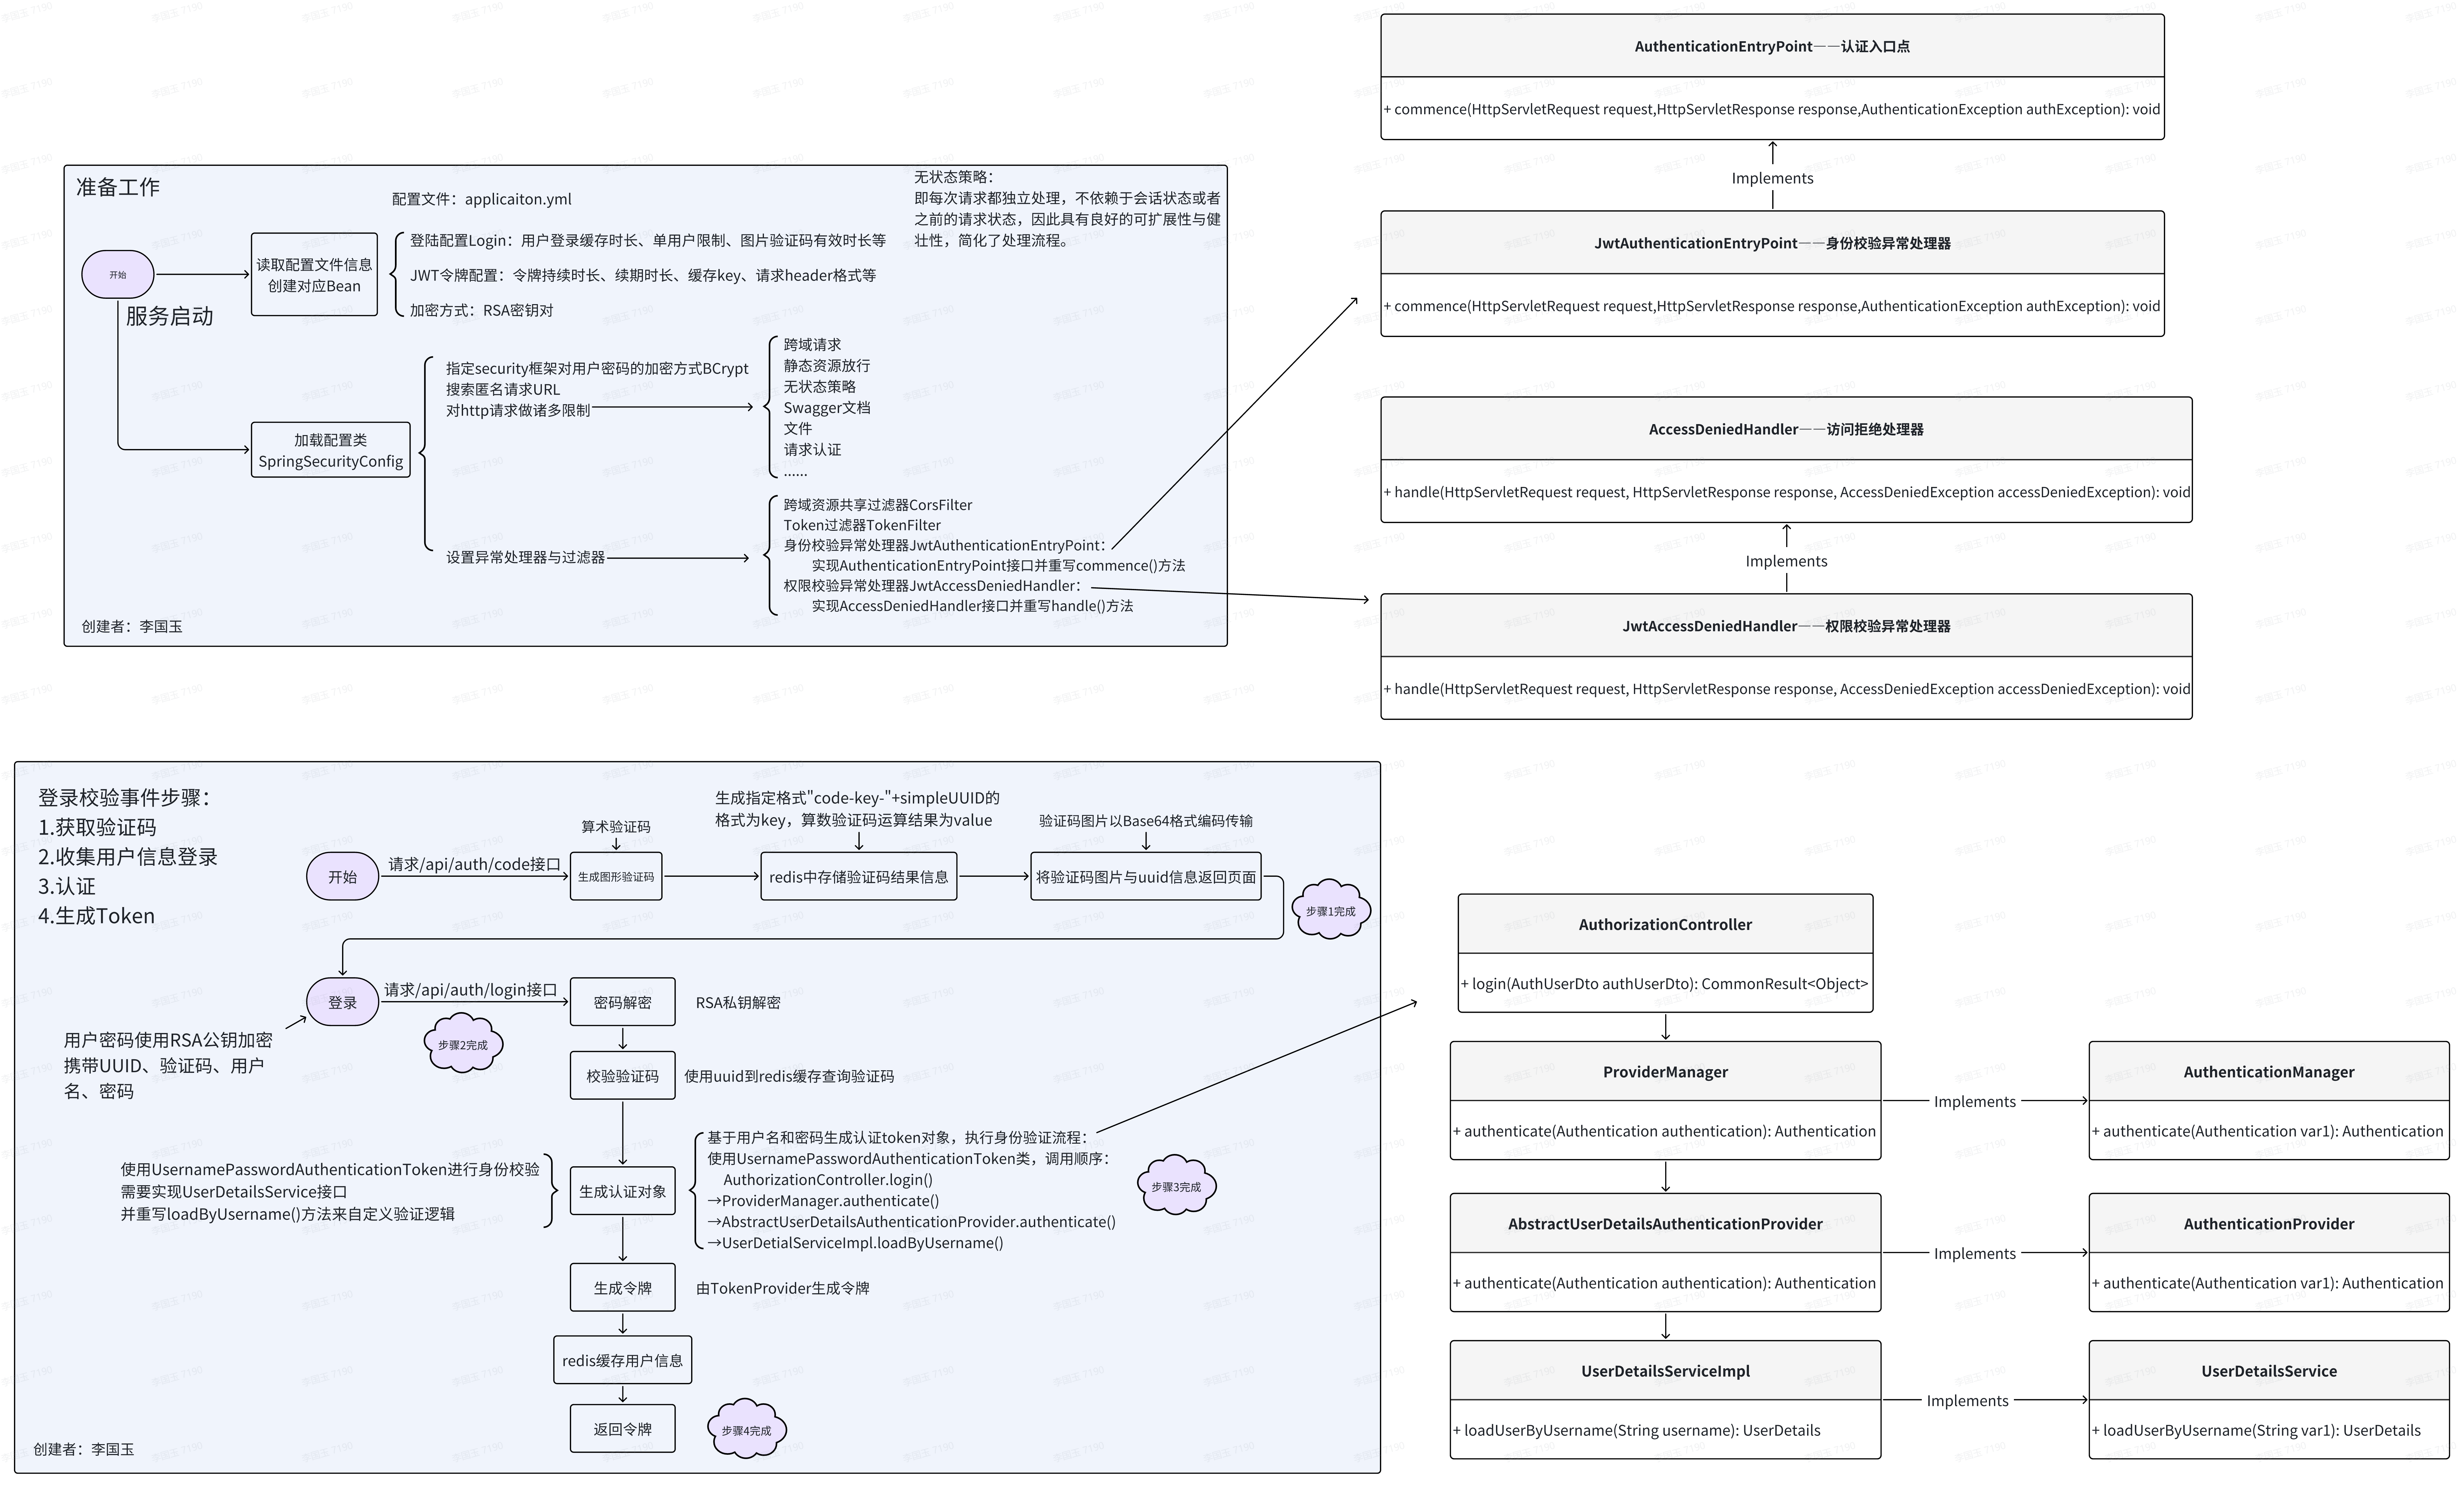 准备工作
配置文件：applicaiton.yml
无状态策略：
即每次请求都独立处理，不依赖于会话状态或者
之前的请求状态，因此具有良好的可扩展性与健
壮性，简化了处理流程。
开始
服务启动
读取配置文件信息
创建对应Bean
登陆配置Login：用户登录缓存时长、单用户限制、图片验证码有效时长等
JWT令牌配置：令牌持续时长、续期时长、缓存key、请求header格式等
加密方式：RSA密钥对
加载配置类
SpringSecurityConfig
指定security框架对用户密码的加密方式BCrypt
搜索匿名请求URL
对http请求做诸多限制
跨域请求
静态资源放行
无状态策略
Swagger文档
文件
请求认证
......
设置异常处理器与过滤器
跨域资源共享过滤器CorsFilter
Token过滤器TokenFilter
身份校验异常处理器JwtAuthenticationEntryPoint：
实现AuthenticationEntryPoint接口并重写commence()方法
权限校验异常处理器JwtAccessDeniedHandler：
实现AccessDeniedHandler接口并重写handle()方法
创建者：李国玉
AuthenticationEntryPoint——认证入口点
+ commence(HttpServletRequest request,HttpServletResponse response,AuthenticationException authException): void
Implements
JwtAuthenticationEntryPoint——身份校验异常处理器
+ commence(HttpServletRequest request,HttpServletResponse response,AuthenticationException authException): void
AccessDeniedHandler——访问拒绝处理器
+ handle(HttpServletRequest request, HttpServletResponse response, AccessDeniedException accessDeniedException): void
Implements
JwtAccessDeniedHandler——权限校验异常处理器
+ handle(HttpServletRequest request, HttpServletResponse response, AccessDeniedException accessDeniedException): void
登录校验事件步骤：
1.获取验证码
2.收集用户信息登录
3.认证
4.生成Token
开始
请求/api/auth/code接口
算术验证码
生成图形验证码
生成指定格式"code-key-"+simpleUUID的
格式为key，算数验证码运算结果为value
redis中存储验证码结果信息
验证码图片以Base64格式编码传输
将验证码图片与uuid信息返回页面
步骤1完成
登录
请求/api/auth/login接口
步骤2完成
用户密码使用RSA公钥加密
携带UUID、验证码、用户
名、密码
密码解密
RSA私钥解密
校验验证码
使用uuid到redis缓存查询验证码
使用UsernamePasswordAuthenticationToken进行身份校验
需要实现UserDetailsService接口
并重写loadByUsername()方法来自定义验证逻辑
生成认证对象
基于用户名和密码生成认证token对象，执行身份验证流程：
使用UsernamePasswordAuthenticationToken类，调用顺序：
AuthorizationController.login()
→ProviderManager.authenticate()
→AbstractUserDetailsAuthenticationProvider.authenticate()
→UserDetialServiceImpl.loadByUsername()
步骤3完成
生成令牌
由TokenProvider生成令牌
redis缓存用户信息
返回令牌
步骤4完成
创建者：李国玉
AuthorizationController
+ login(AuthUserDto authUserDto): CommonResult<Object>
ProviderManager
+ authenticate(Authentication authentication): Authentication
Implements
AuthenticationManager
+ authenticate(Authentication var1): Authentication
AbstractUserDetailsAuthenticationProvider
+ authenticate(Authentication authentication): Authentication
Implements
AuthenticationProvider
+ authenticate(Authentication var1): Authentication
UserDetailsServiceImpl
+ loadUserByUsername(String username): UserDetails
Implements
UserDetailsService
+ loadUserByUsername(String var1): UserDetails
李国玉 7190